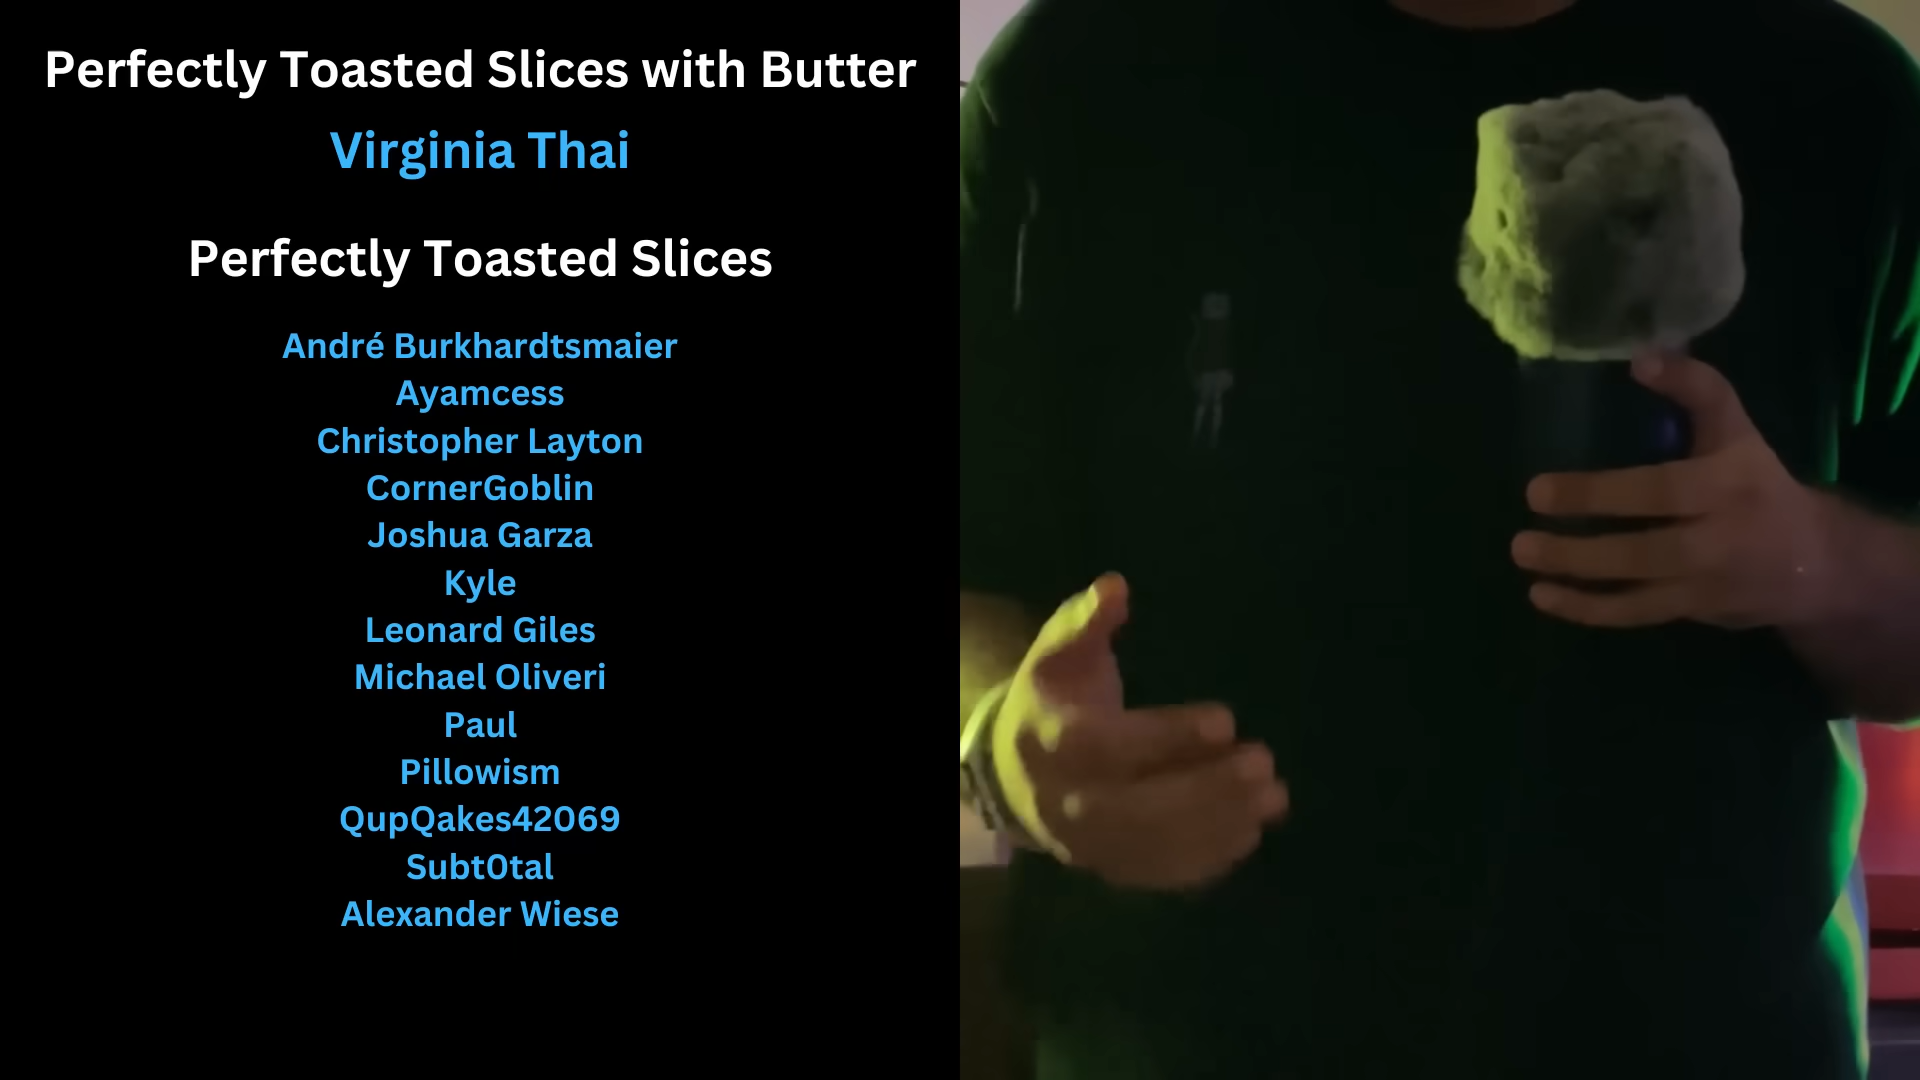 Perfectly Toasted Slices with Butter
Virginia Thai
Perfectly Toasted Slices
André Burkhardtsmaier
Ayamcess
Christopher Layton
CornerGoblin
Joshua Garza
Kyle
Leonard Giles
Michael Oliveri
Paul
Pillowism
QupQakes42069
Subt0tal
Alexander Wiese